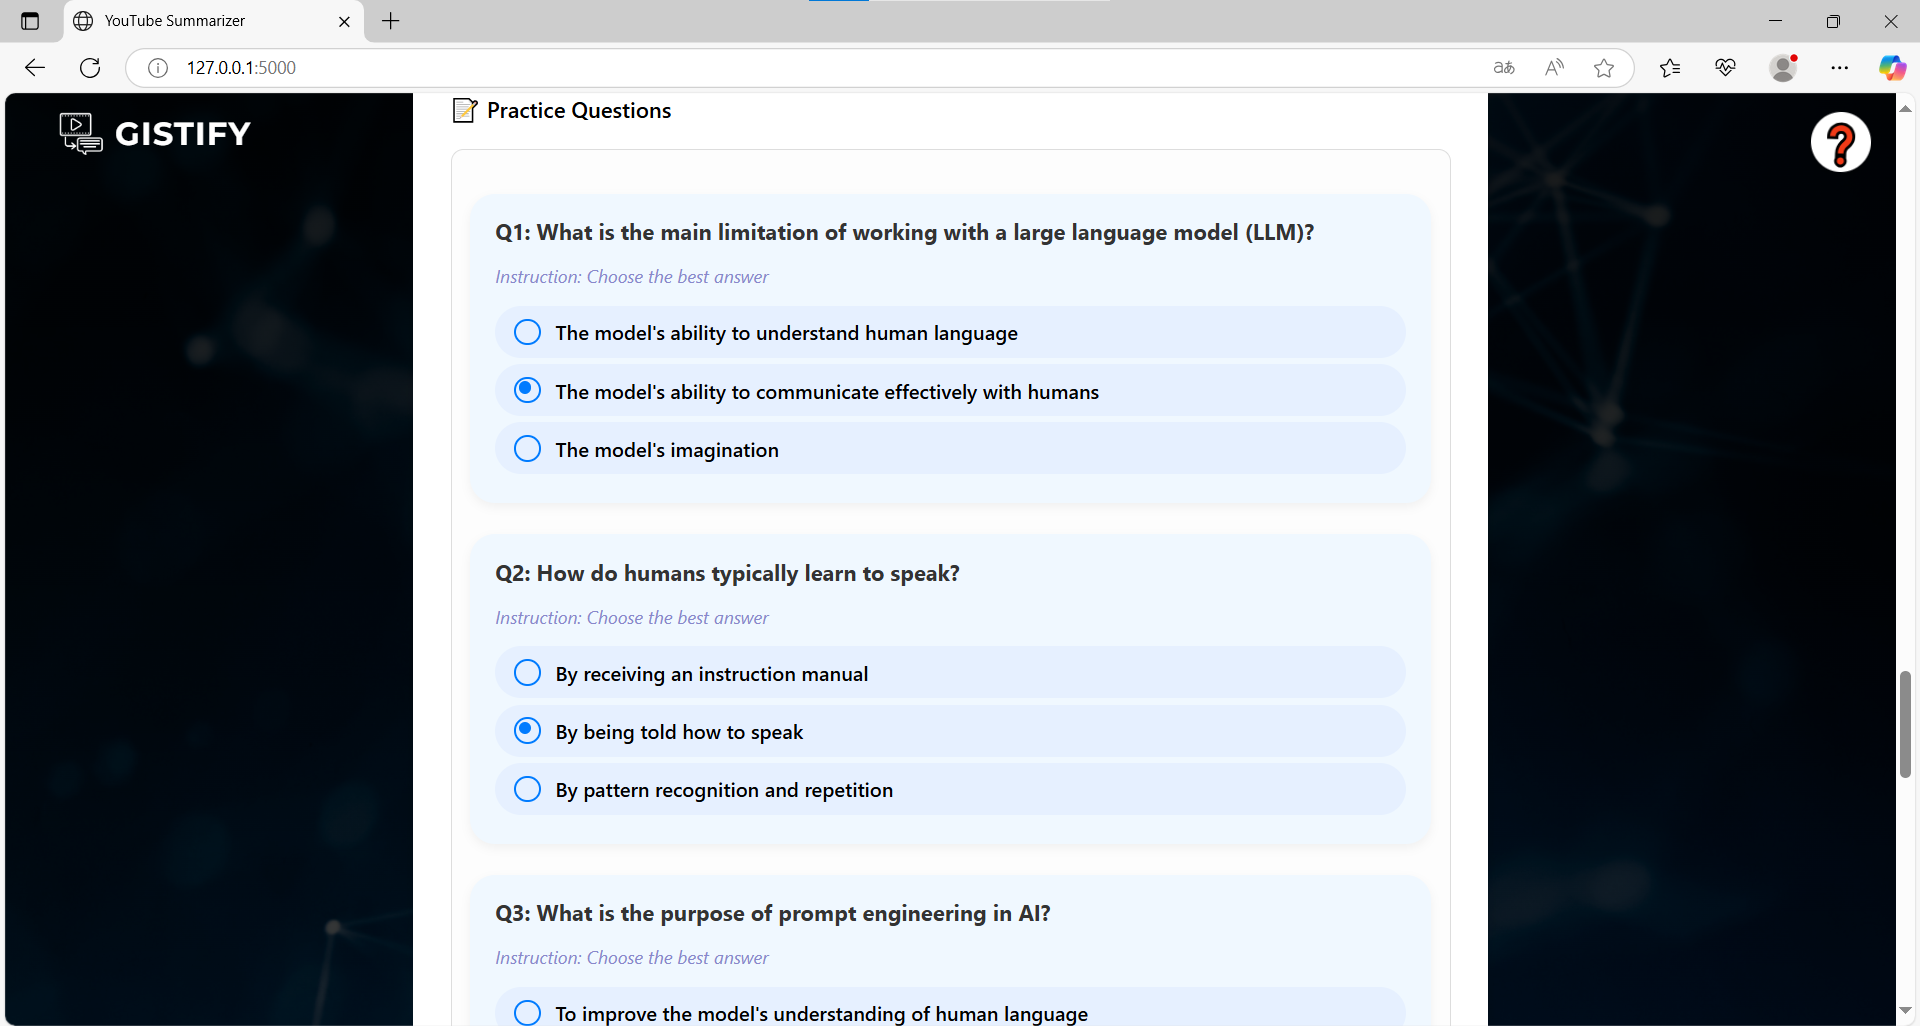 YouTube Summarizer
127.0.0.1:5000
GISTIFY
Practice Questions
Q1: What is the main limitation of working with a large language model (LLM)?
Instruction: Choose the best answer
The model's ability to understand human language
The model's ability to communicate effectively with humans
The model's imagination
Q2: How do humans typically learn to speak?
Instruction: Choose the best answer
By receiving an instruction manual
By being told how to speak
By pattern recognition and repetition
Q3: What is the purpose of prompt engineering in AI?
Instruction: Choose the best answer
To improve the model's understanding of human language